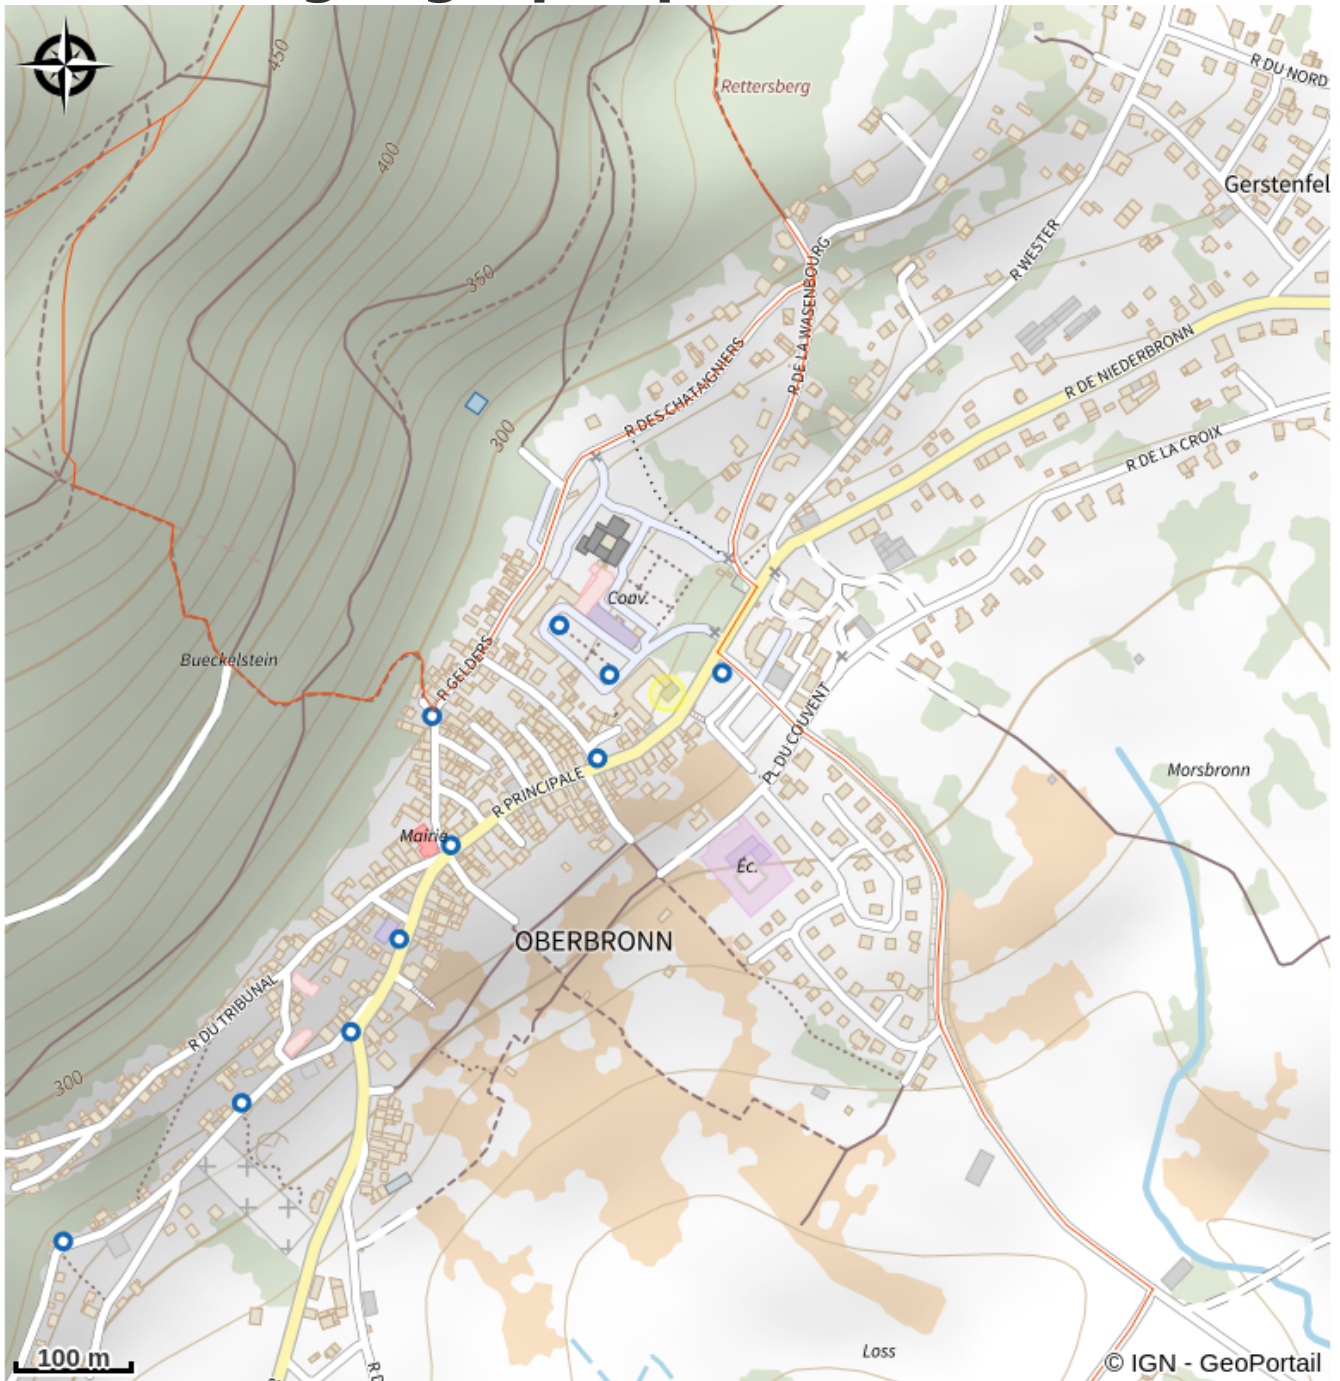 450
Rettersberg
R DU NORD
400
Gerstenfel
R WESTER
350
R DE LA WASENBOURG
R DES CHATAIGNIERS
R DE NIEDERBRONN
300
R DE LA CROIX
Couv.
R GELDERS
Bueckelstein
PL DU COUVENT
Morsbronn
R PRINCIPALE
Mairie
Éc.
OBERBRONN
R DU TRIBUNAL
300
Loss
100 m
© IGN - GeoPortail